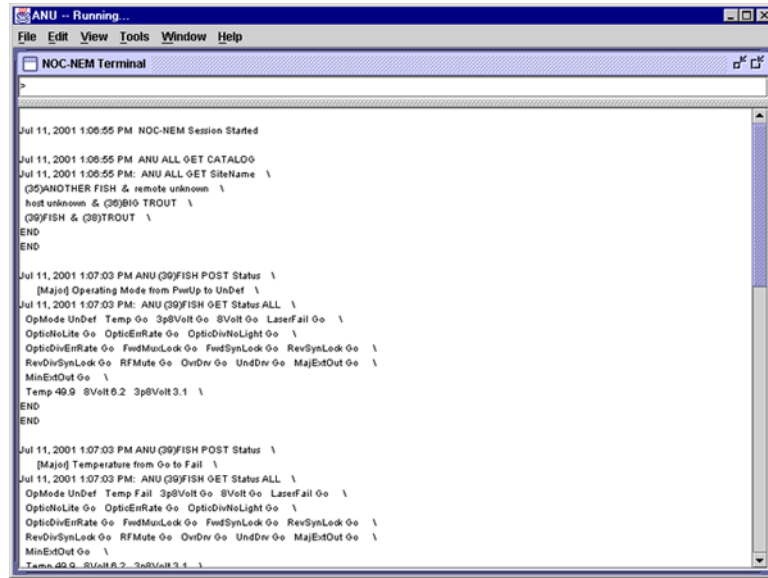 ANU -- Running...
File Edit View Tools Window Help
NOC-NEM Terminal
>
Jul 11, 2001 1:06:55 PM NOC-NEM Session Started
Jul 11, 2001 1:06:55 PM ANU ALL GET CATALOG
Jul 11, 2001 1:06:55 PM: ANU ALL GET SiteName \
(35)ANOTHER FISH & remote unknown \
host unknown & (36)BIG TROUT \
(39)FISH & (38)TROUT \
END
END
Jul 11, 2001 1:07:03 PM ANU (39)FISH POST Status \
[Major] Operating Mode from PwrUp to UnDef \
Jul 11, 2001 1:07:03 PM: ANU (39)FISH GET Status ALL \
OpMode UnDef Temp Go 3p8Volt Go 8Volt Go LaserFail Go \
OpticNoLite Go OpticErrRate Go OpticDivNoLight Go \
OpticDivErrRate Go FwdMuxLock Go FwdSynLock Go RevSynLock Go \
RevDivSynLock Go RFMute Go OvrDrv Go UndDrv Go MajExtOut Go \
MinExtOut Go \
Temp 49.9 8Volt 6.2 3p8Volt 3.1 \
END
END
Jul 11, 2001 1:07:03 PM ANU (39)FISH POST Status \
[Major] Temperature from Go to Fail \
Jul 11, 2001 1:07:03 PM: ANU (39)FISH GET Status ALL \
OpMode UnDef Temp Fail 3p8Volt Go 8Volt Go LaserFail Go \
OpticNoLite Go OpticErrRate Go OpticDivNoLight Go \
OpticDivErrRate Go FwdMuxLock Go FwdSynLock Go RevSynLock Go \
RevDivSynLock Go RFMute Go OvrDrv Go UndDrv Go MajExtOut Go \
MinExtOut Go \
Temp 49.9 8Volt 6.2 3p8Volt 3.1 \